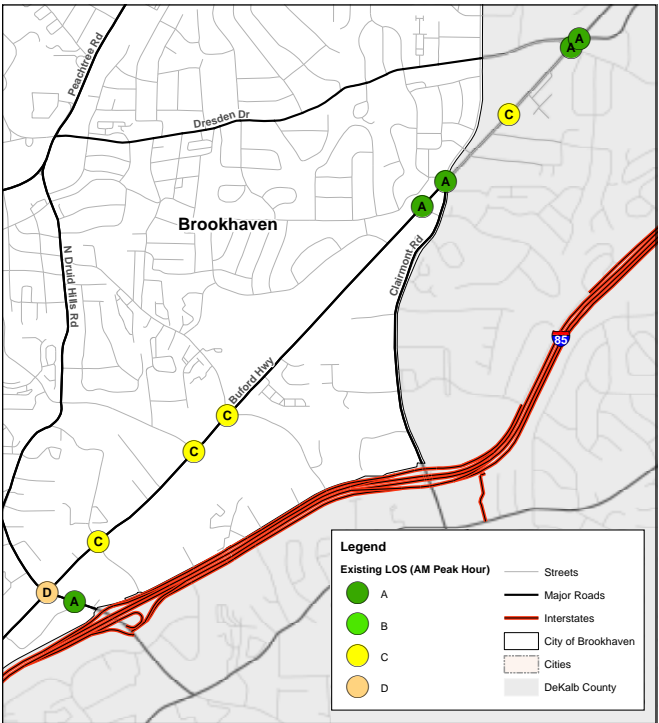 Peachtree Rd
A
A
C
Dresden Dr
A
A
Brookhaven
Clairmont Rd
N Druid Hills Rd
85
Buford Hwy
C
C
C
D
A
Legend
Existing LOS (AM Peak Hour)
A
B
C
D
Streets
Major Roads
Interstates
City of Brookhaven
Cities
DeKalb County